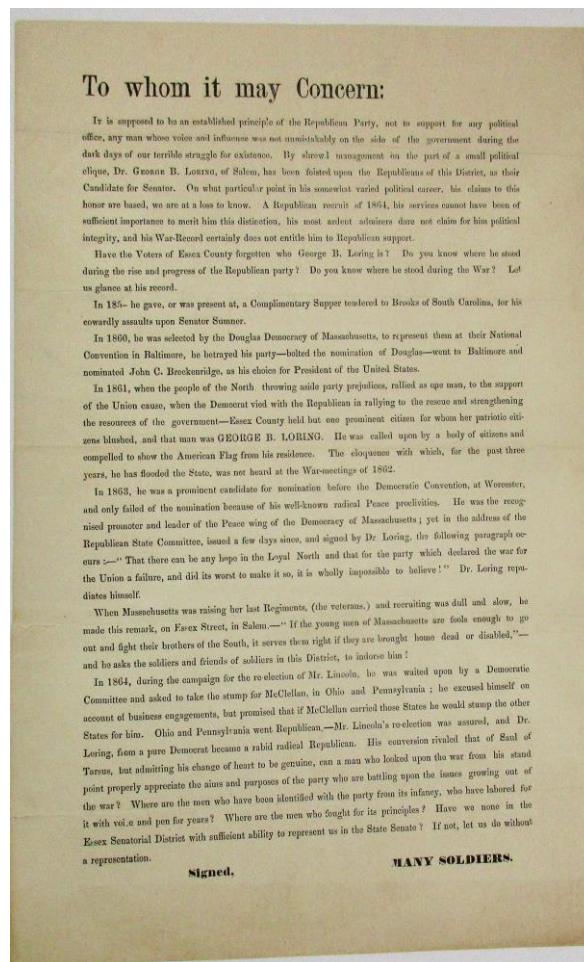 To whom it may Concern:
It is supposed to be an established principle of the Republican Party, not to support for any political
office, any man whose voice and influence was not unmistakably on the side of the government during the
dark days of our terrible struggle for existence. By shrewd management on the part of a small political
clique, Dr. George B. Loring, of Salem, has been foisted upon the Republicans of this District, as their
Candidate for Senator. On what particular point in his somewhat varied political career, his claims to this
honor are based, we are at a loss to know. A Republican recruit of 1864, his services cannot have been of
sufficient importance to merit him this distinction, his most ardent admirers dare not claim for him political
integrity, and his War-Record certainly does not entitle him to Republican support.
Have the Voters of Essex County forgotten who George B. Loring is? Do you know where he stood
during the rise and progress of the Republican party? Do you know where he stood during the War? Let
us glance at his record.
In 185– he gave, or was present at, a Complimentary Supper tendered to Brooks of South Carolina, for his
cowardly assaults upon Senator Sumner.
In 1860, he was selected by the Douglas Democracy of Massachusetts, to represent them at their National
Convention in Baltimore, he betrayed his party—bolted the nomination of Douglas—went to Baltimore and
nominated John C. Breckenridge, as his choice for President of the United States.
In 1861, when the people of the North throwing aside party prejudices, rallied as one man, to the support
of the Union cause, when the Democrat vied with the Republican in rallying to the rescue and strengthening
the resources of the government—Essex County held but one prominent citizen for whom her patriotic citi-
zens blushed, and that man was GEORGE B. LORING. He was called upon by a body of citizens and
compelled to show the American Flag from his residence. The eloquence with which, for the past three
years, he has flooded the State, was not heard at the War-meetings of 1862.
In 1863, he was a prominent candidate for nomination before the Democratic Convention, at Worcester,
and only failed of the nomination because of his well-known radical Peace proclivities. He was the recog-
nised promoter and leader of the Peace wing of the Democracy of Massachusetts; yet in the address of the
Republican State Committee, issued a few days since, and signed by Dr Loring, the following paragraph oc-
curs :—"That there can be any hope in the Loyal North and that for the party which declared the war for
the Union a failure, and did its worst to make it so, it is wholly impossible to believe!" Dr. Loring repu-
diates himself.
When Massachusetts was raising her last Regiments, (the veterans.) and recruiting was dull and slow, he
made this remark, on Essex Street, in Salem.—"If the young men of Massachusetts are fools enough to go
out and fight their brothers of the South, it serves them right if they are brought home dead or disabled,"—
and he asks the soldiers and friends of soldiers in this District, to indorse him!
In 1864, during the campaign for the re-election of Mr. Lincoln, he was waited upon by a Democratic
Committee and asked to take the stump for McClellan, in Ohio and Pennsylvania; he excused himself on
account of business engagements, but promised that if McClellan carried those States he would stump the other
States for him. Ohio and Pennsylvania went Republican,—Mr. Lincoln's re-election was assured, and Dr.
Loring, from a pure Democrat became a rabid radical Republican. His conversion rivaled that of Saul of
Tarsus, but admitting his change of heart to be genuine, can a man who looked upon the war from his stand
point properly appreciate the aims and purposes of the party who are battling upon the issues growing out of
the war? Where are the men who have been identified with the party from its infancy, who have labored for
it with voice and pen for years? Where are the men who fought for its principles? Have we none in the
Essex Senatorial District with sufficient ability to represent us in the State Senate? If not, let us do without
a representation.
Signed, MANY SOLDIERS.